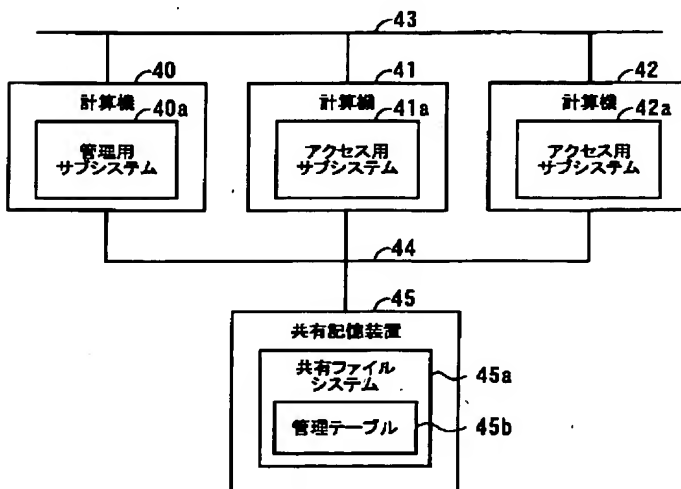 43
40
41
42
計算機
計算機
計算機
40a
41a
42a
管理用
サブシステム
アクセス用
サブシステム
アクセス用
サブシステム
44
45
共有記憶装置
共有ファイル
システム
45a
管理テーブル
45b